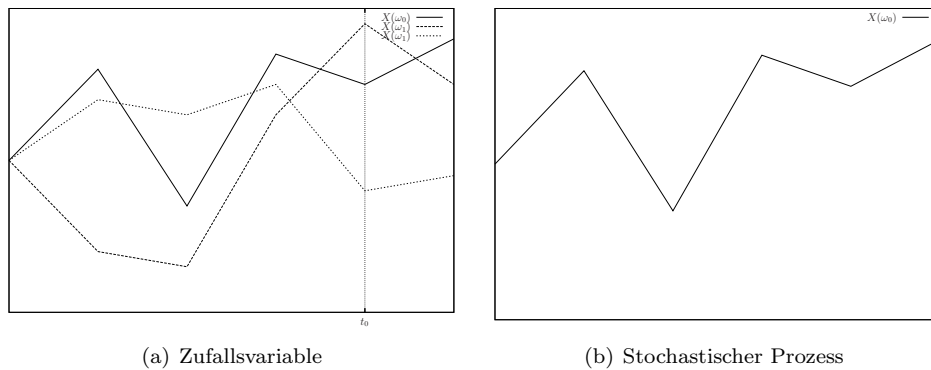 X(ω₀)
X(ω₁)
X(ω₁)
t₀
X(ω₀)
(a) Zufallsvariable
(b) Stochastischer Prozess